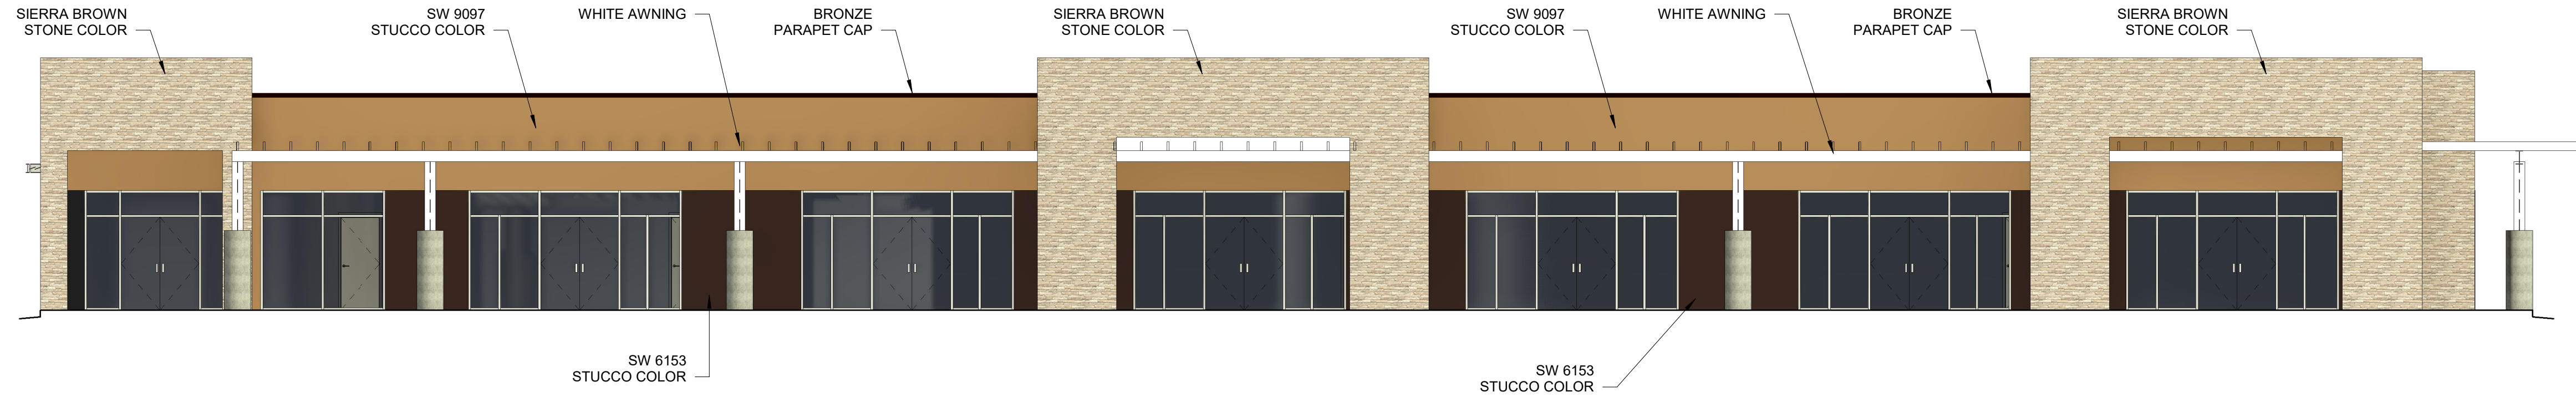 SIERRA BROWN
STONE COLOR
SW 9097
STUCCO COLOR
WHITE AWNING
BRONZE
PARAPET CAP
SIERRA BROWN
STONE COLOR
SW 9097
STUCCO COLOR
WHITE AWNING
BRONZE
PARAPET CAP
SIERRA BROWN
STONE COLOR
SW 6153
STUCCO COLOR
SW 6153
STUCCO COLOR